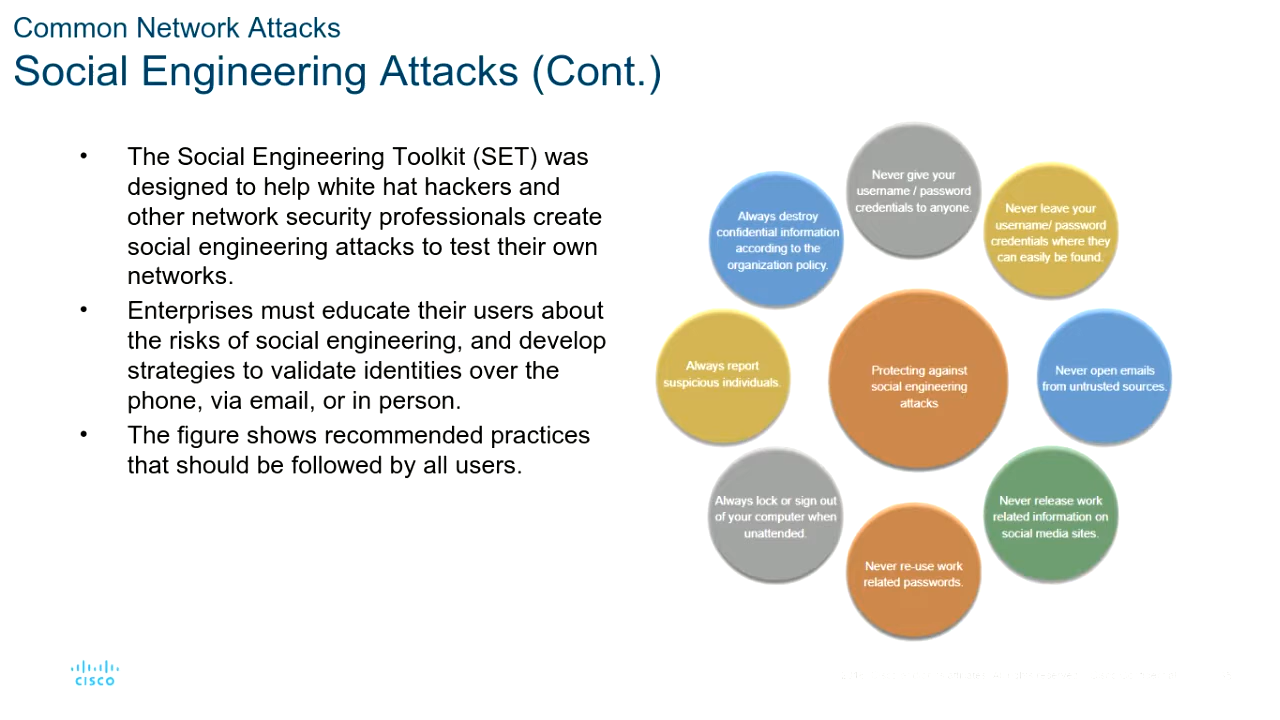 Common Network Attacks
Social Engineering Attacks (Cont.)
• The Social Engineering Toolkit (SET) was
designed to help white hat hackers and
other network security professionals create
social engineering attacks to test their own
networks.
• Enterprises must educate their users about
the risks of social engineering, and develop
strategies to validate identities over the
phone, via email, or in person.
• The figure shows recommended practices
that should be followed by all users.
Never give your
username / password
credentials to anyone.
Never leave your
username/ password
credentials where they
can easily be found.
Never open emails
from untrusted sources.
Never release work
related information on
social media sites.
Never re-use work
related passwords.
Always lock or sign out
of your computer when
unattended.
Always report
suspicious individuals.
Always destroy
confidential information
according to the
organization policy.
Protecting against
social engineering
attacks
CISCO